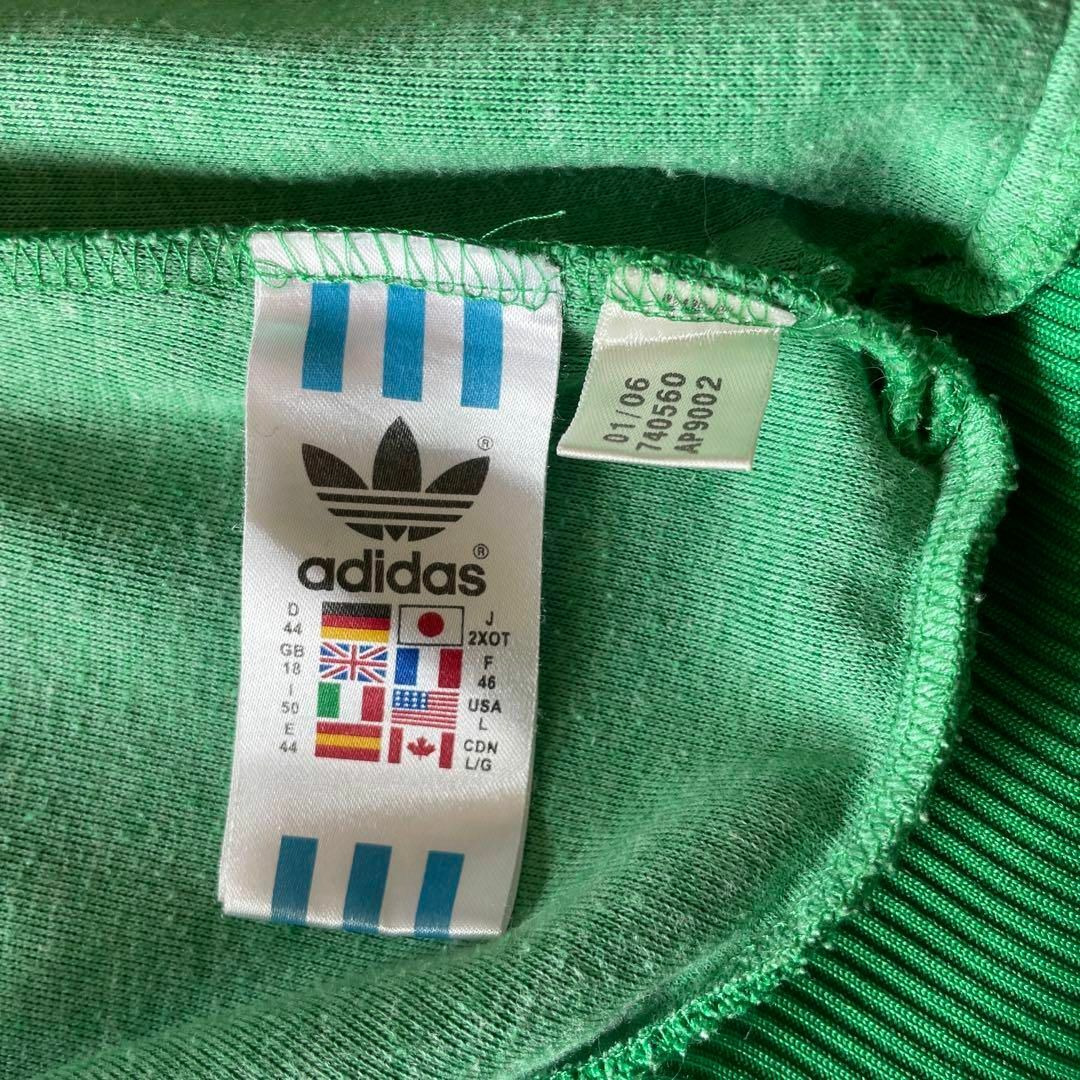 ®
adidas®
D
44
GB
18
I
50
E
44
J
2XOT
F
46
USA
L
CDN
L/G
01/06
740560
AP9002